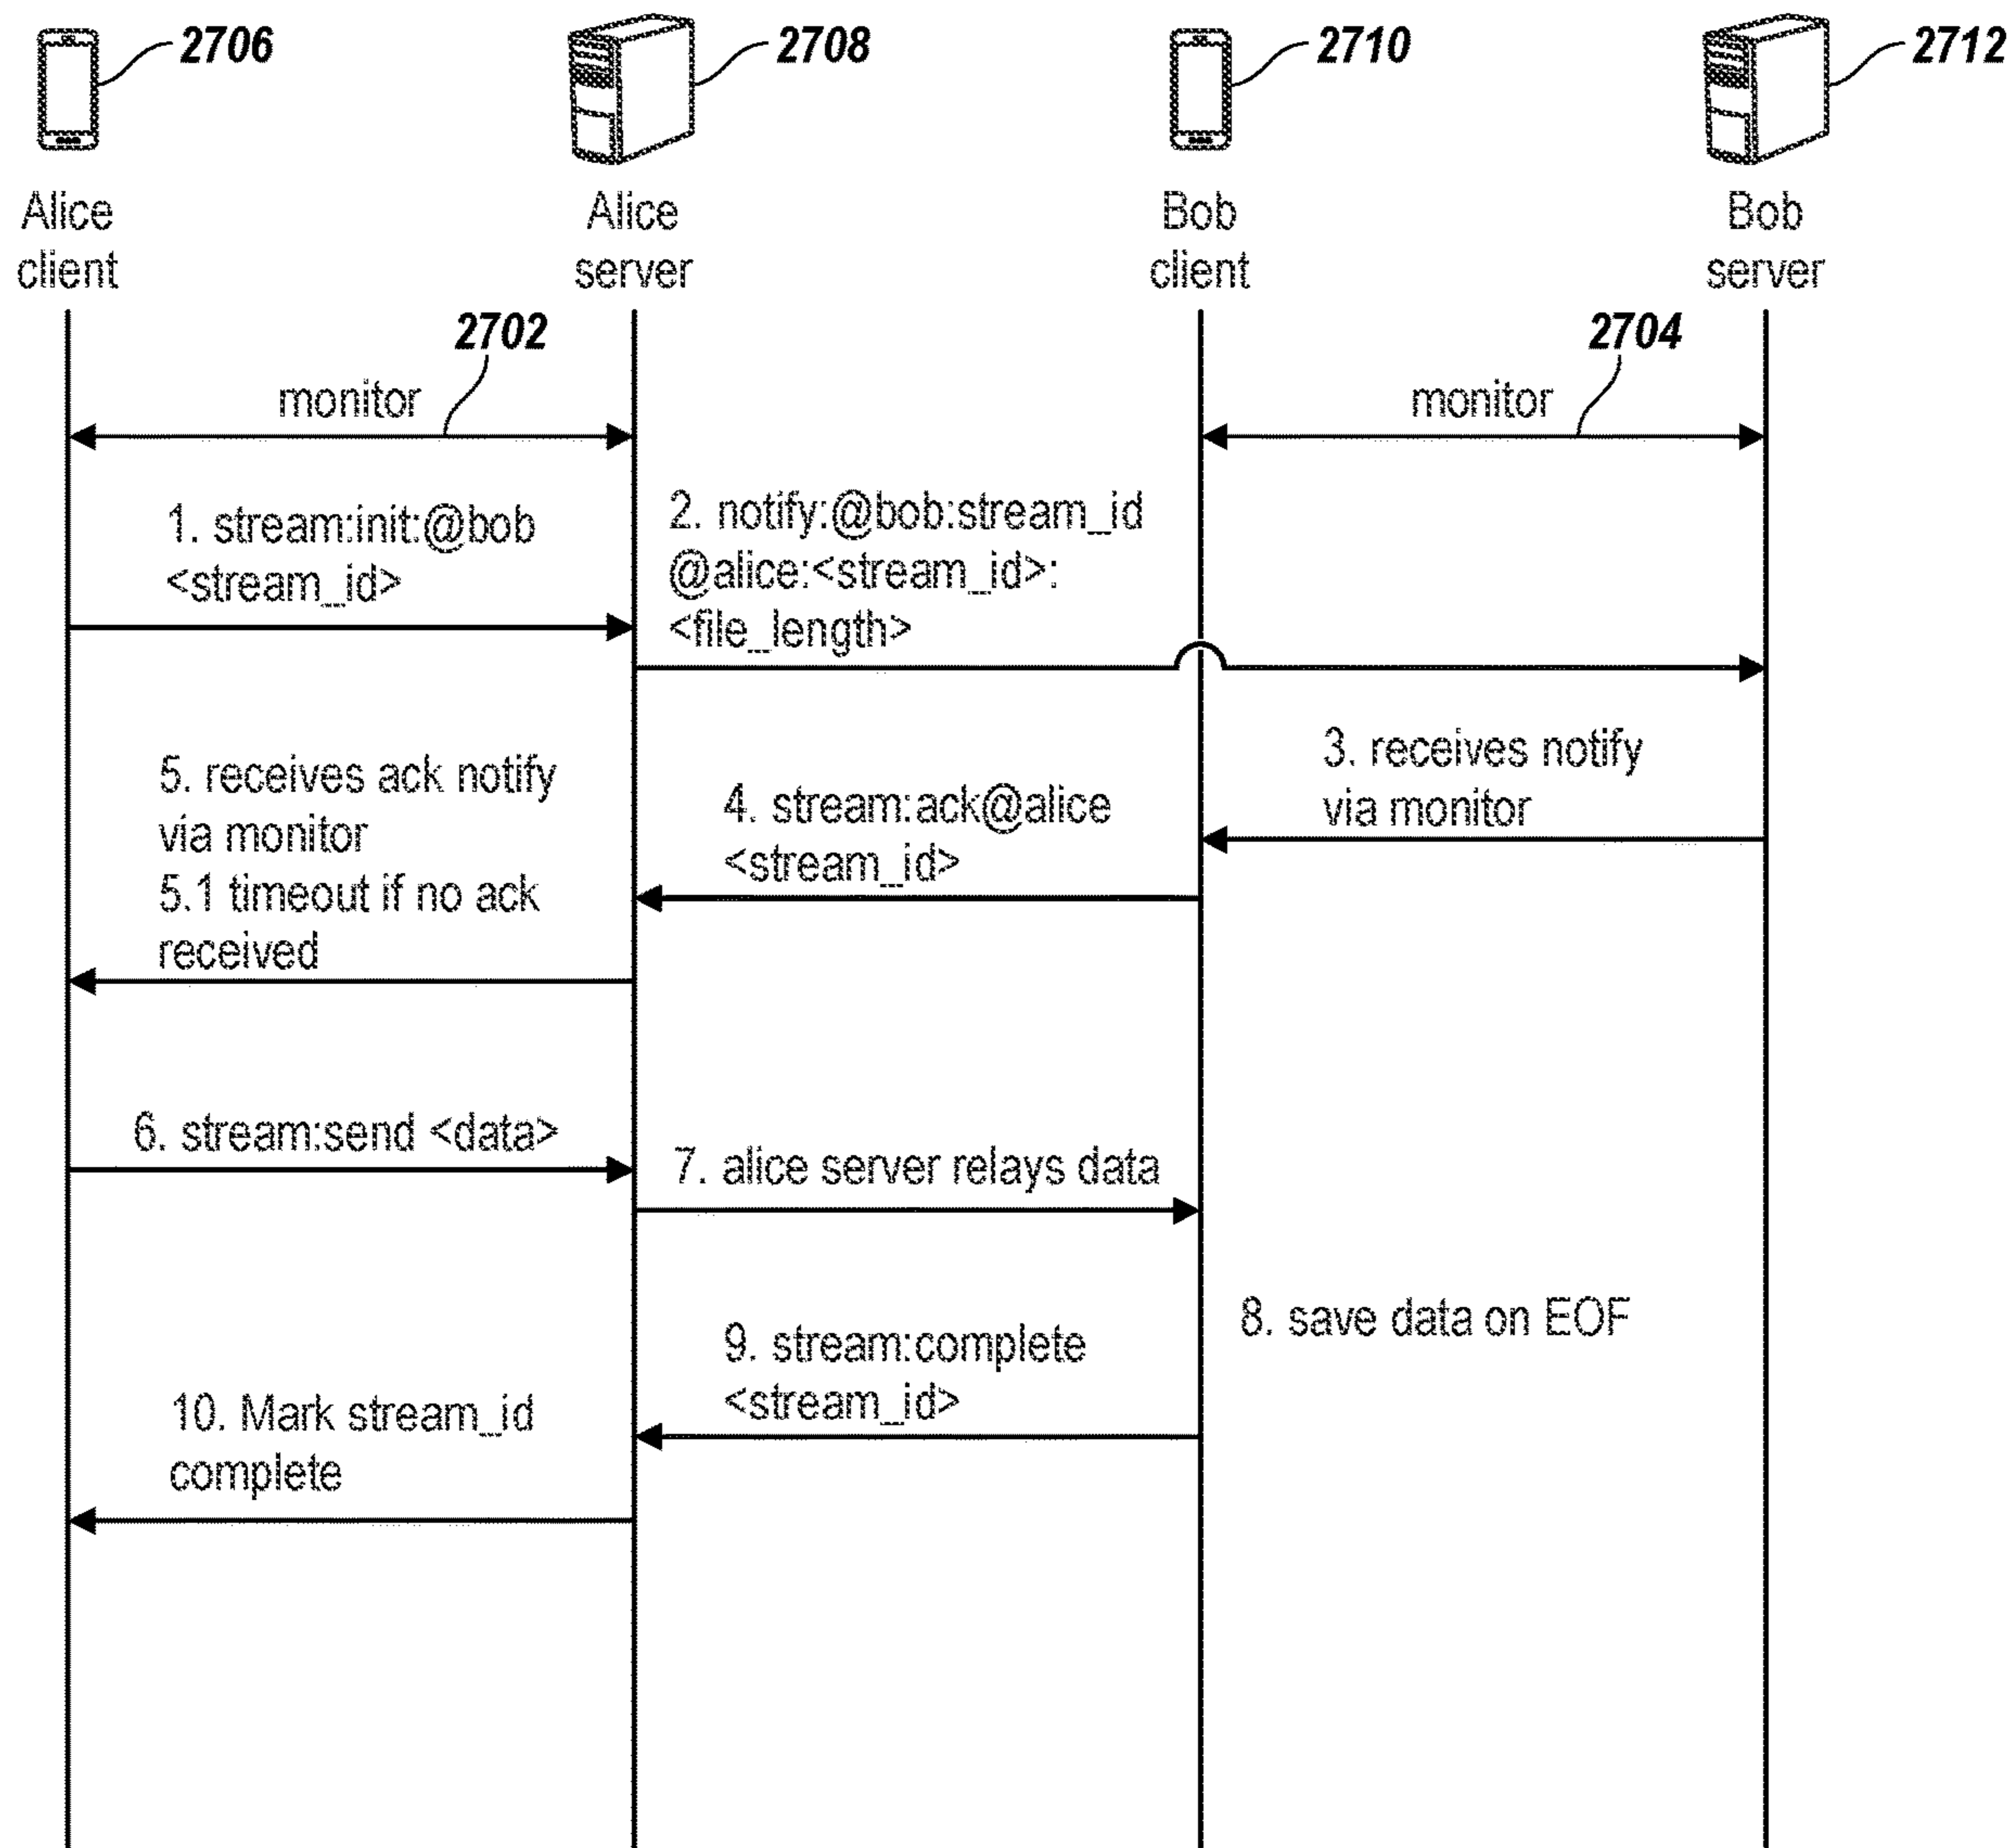 2706
2708
2710
2712
Alice
client
Alice
server
Bob
client
Bob
server
2702
2704
monitor
monitor
1. stream:init:@bob
<stream_id>
2. notify:@bob:stream_id
@alice:<stream_id>:
<file_length>
3. receives notify
via monitor
4. stream:ack@alice
<stream_id>
5. receives ack notify
via monitor
5.1 timeout if no ack
received
6. stream:send <data>
7. alice server relays data
8. save data on EOF
9. stream:complete
<stream_id>
10. Mark stream_id
complete